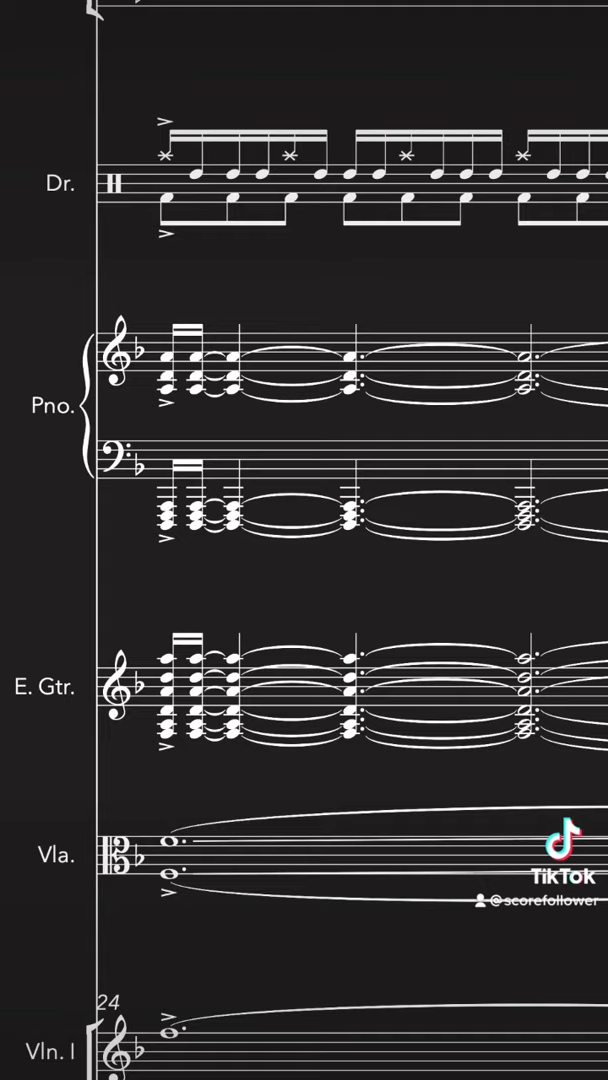 Dr.
Pno.
E. Gtr.
Vla.
TikTok
@scorefollower
24
Vln. I